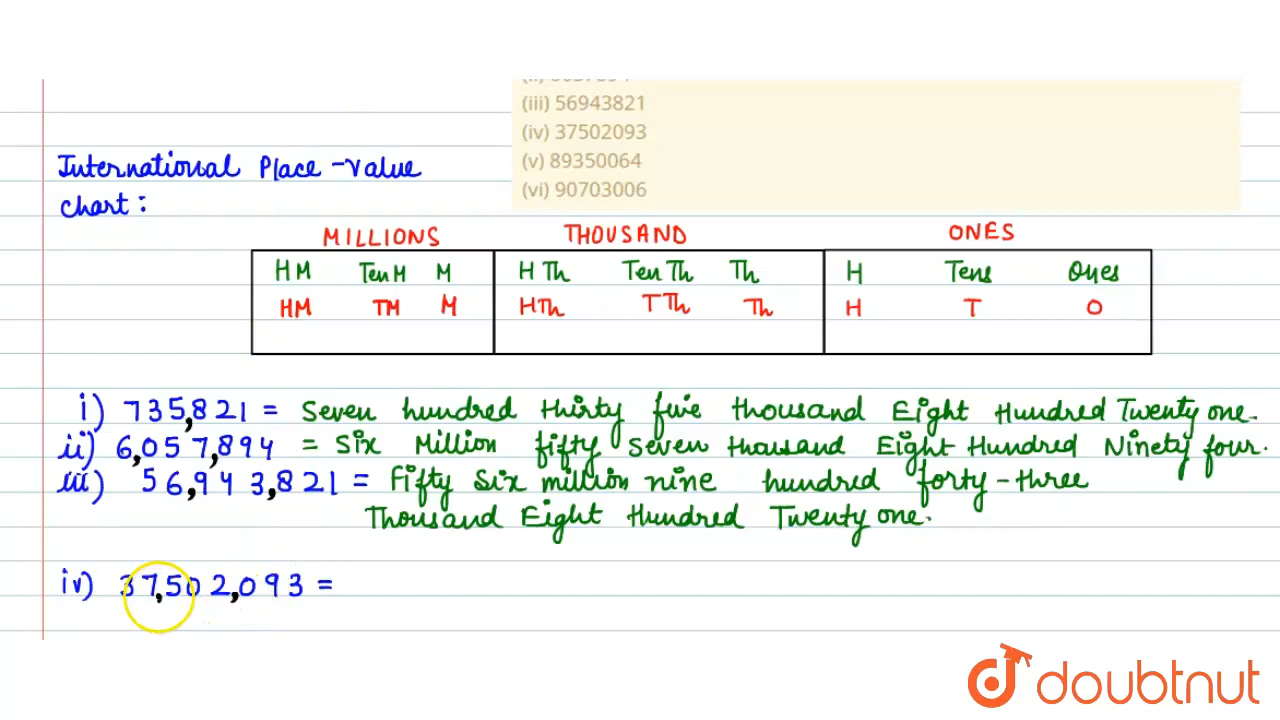 (iii) 56943821
(iv) 37502093
(v) 89350064
(vi) 90703006
International Place-Value
chart:
MILLIONS THOUSAND ONES
HM Ten M M H Th Ten Th Th H Tens Ones
HM TM M HTh T Th Th H T O
i) 735,821 = Seven hundred thirty five thousand Eight Hundred Twenty one.
ii) 6,057,894 = Six Million fifty Seven thousand Eight Hundred Ninety four.
iii) 56,943,821 = Fifty Six million nine hundred forty-three
Thousand Eight Hundred Twenty one.
iv) 37,502,093 =
doubtnut